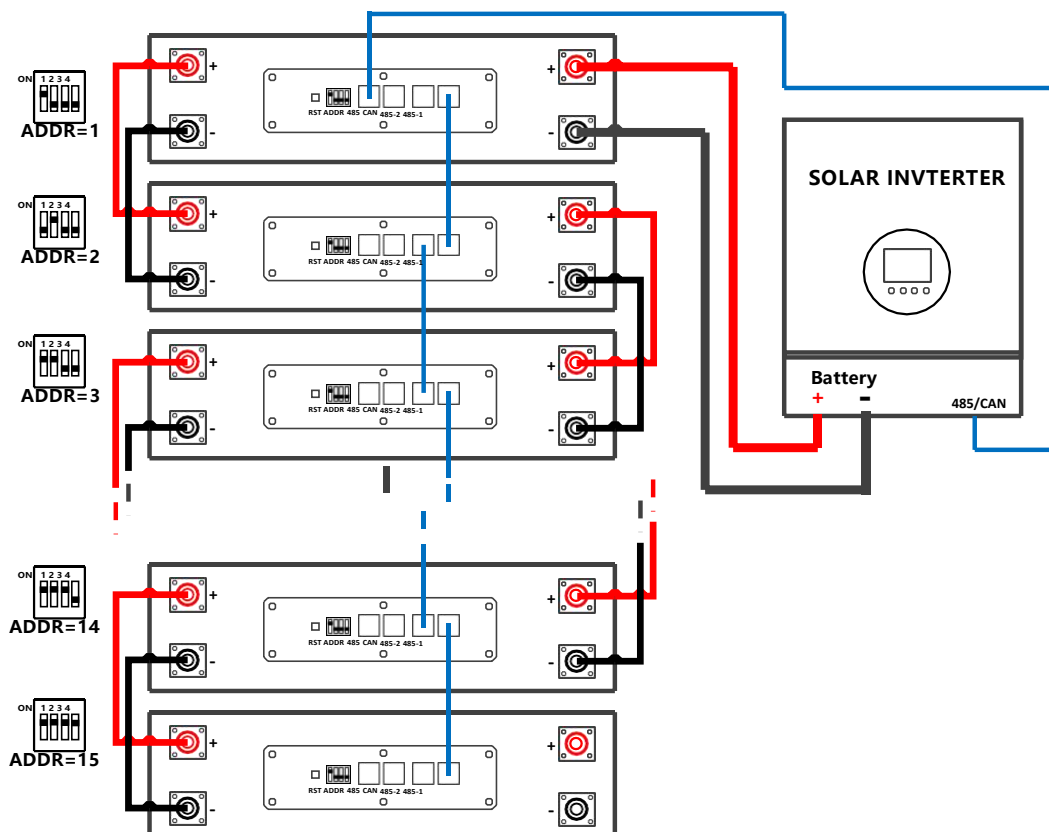 ON 1 2 3 4
ADDR=1
+ +
RST ADDR 485 CAN 485-2 485-1
- -
SOLAR INVTERTER
ON 1 2 3 4
ADDR=2
+ +
RST ADDR 485 CAN 485-2 485-1
- -
ON 1 2 3 4
ADDR=3
+ +
RST ADDR 485 CAN 485-2 485-1
- -
Battery
+ -
485/CAN
ON 1 2 3 4
ADDR=14
+ +
RST ADDR 485 CAN 485-2 485-1
- -
ON 1 2 3 4
ADDR=15
+ +
RST ADDR 485 CAN 485-2 485-1
- -